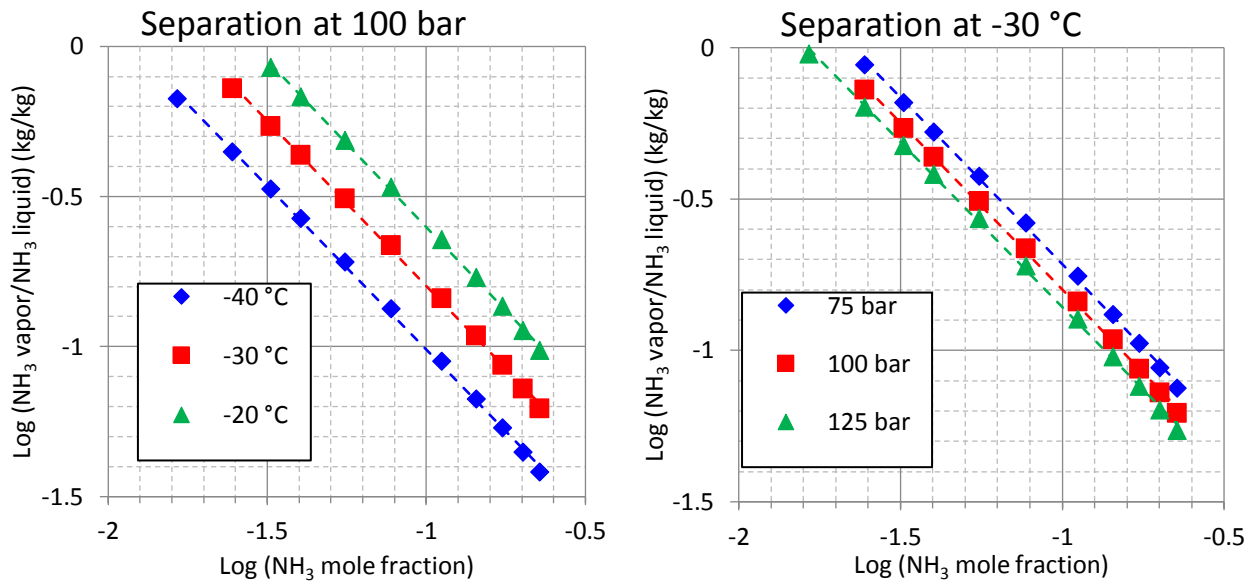 Separation at 100 bar
Log (NH₃ vapor/NH₃ liquid) (kg/kg)
0
-0.5
-1
-1.5
-40 °C
-30 °C
-20 °C
-2
-1.5
-1
-0.5
Log (NH₃ mole fraction)
Separation at -30 °C
Log (NH₃ vapor/NH₃ liquid) (kg/kg)
0
-0.5
-1
-1.5
75 bar
100 bar
125 bar
-2
-1.5
-1
-0.5
Log (NH₃ mole fraction)